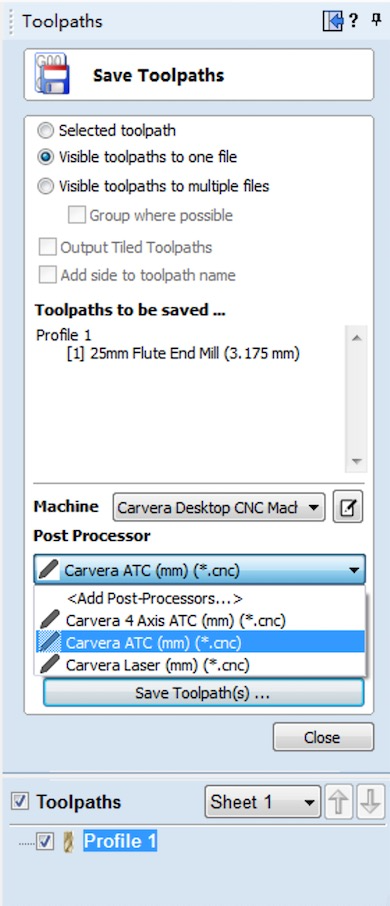 Toolpaths
?
G00
Save Toolpaths
Selected toolpath
Visible toolpaths to one file
Visible toolpaths to multiple files
Group where possible
Output Tiled Toolpaths
Add side to toolpath name
Toolpaths to be saved ...
Profile 1
[1] 25mm Flute End Mill (3.175 mm)
Machine
Carvera Desktop CNC Mach
Post Processor
Carvera ATC (mm) (*.cnc)
<Add Post-Processors...>
Carvera 4 Axis ATC (mm) (*.cnc)
Carvera ATC (mm) (*.cnc)
Carvera Laser (mm) (*.cnc)
Save Toolpath(s) ...
Close
Toolpaths
Sheet 1
Profile 1